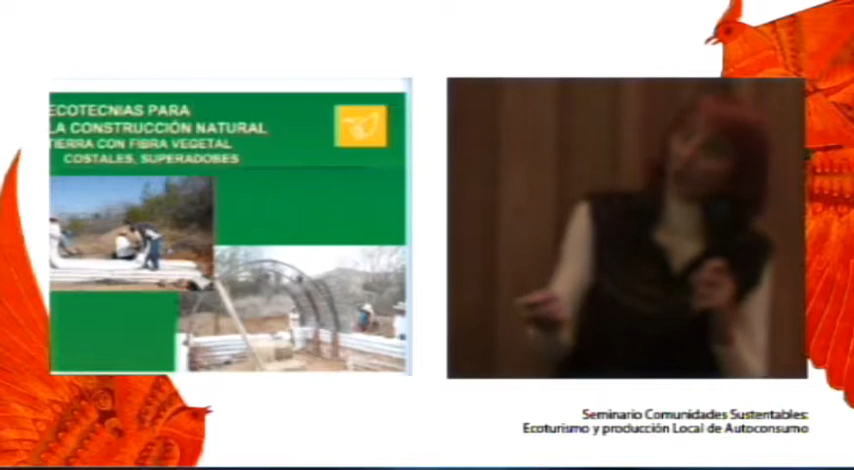 ECOTECNIAS PARA
LA CONSTRUCCIÓN NATURAL
TIERRA CON FIBRA VEGETAL
COSTALES, SUPERADOBES
Seminario Comunidades Sustentables:
Ecoturismo y producción Local de Autoconsumo